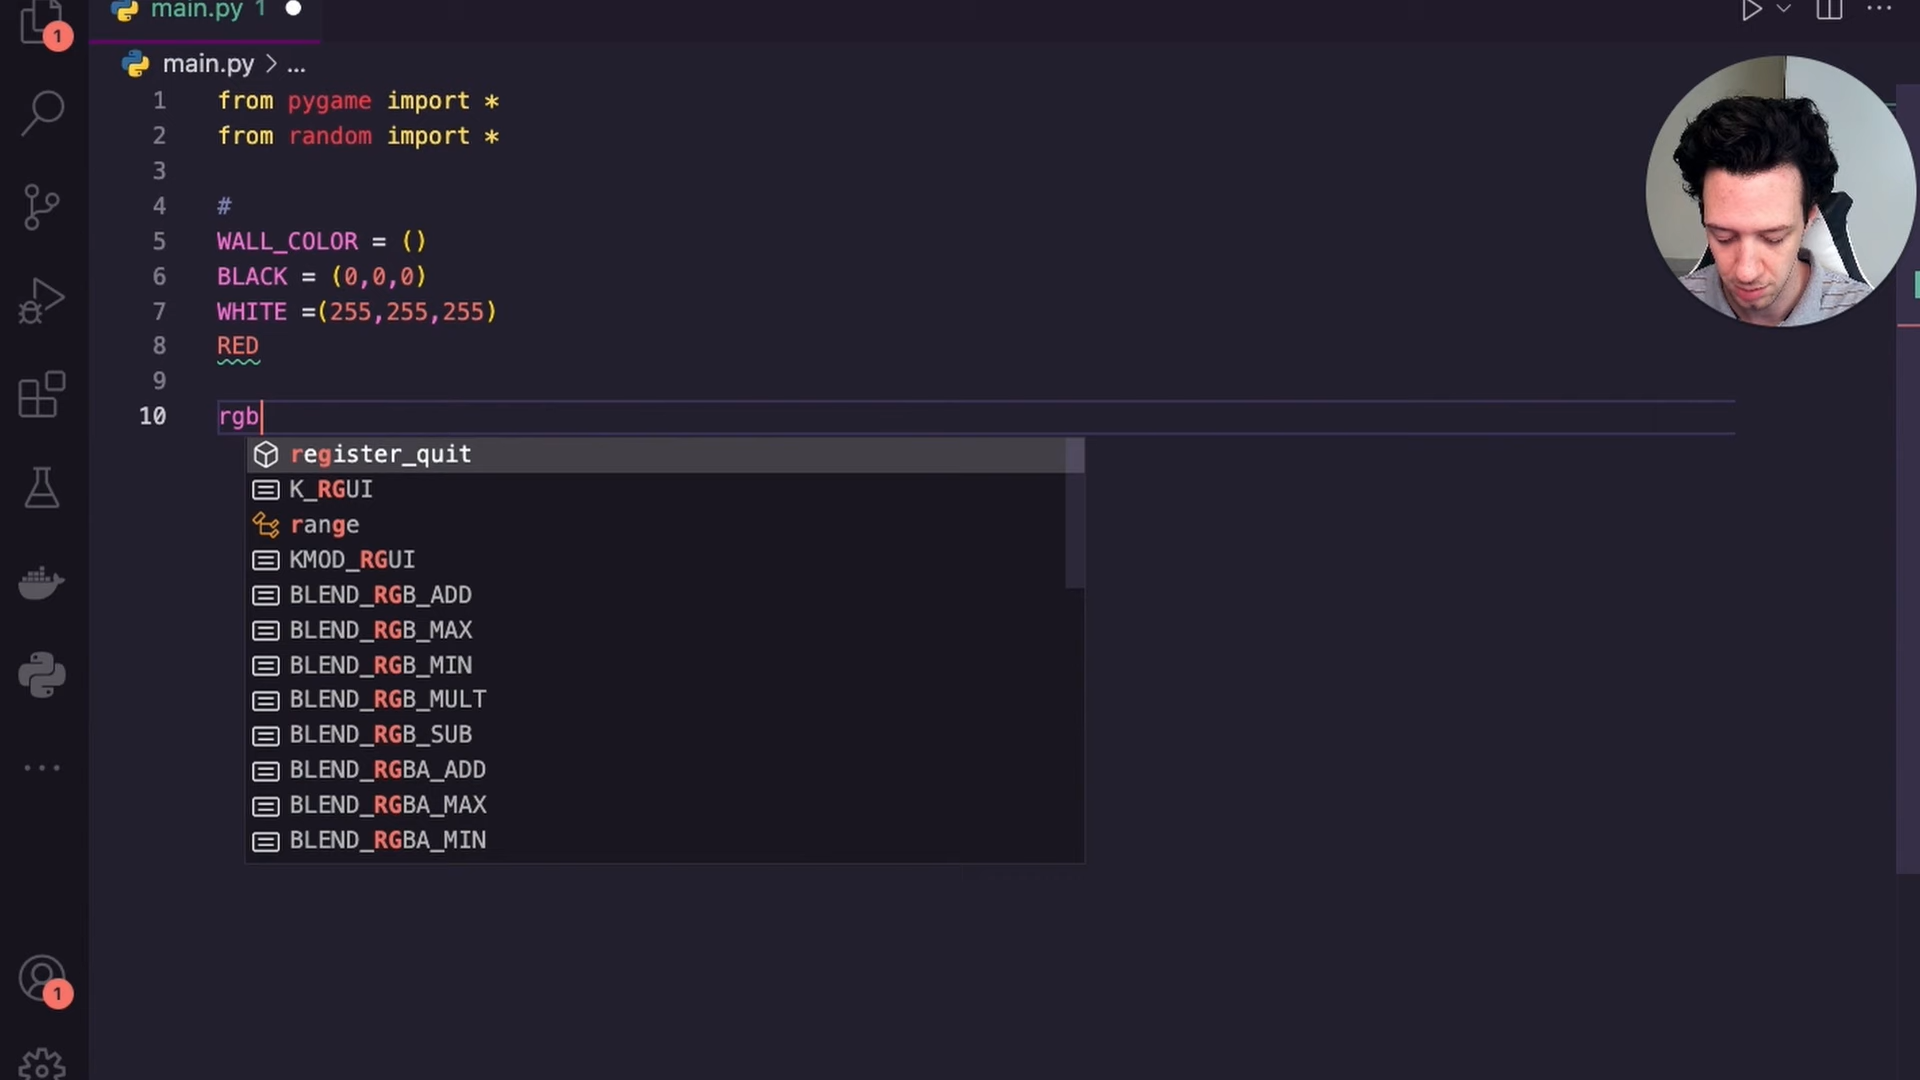 main.py 1
1
main.py > ...
1 from pygame import *
2 from random import *
3
4 #
5 WALL_COLOR = ()
6 BLACK = (0,0,0)
7 WHITE =(255,255,255)
8 RED
9
10 rgb
register_quit
K_RGUI
range
KMOD_RGUI
BLEND_RGB_ADD
BLEND_RGB_MAX
BLEND_RGB_MIN
BLEND_RGB_MULT
BLEND_RGB_SUB
BLEND_RGBA_ADD
BLEND_RGBA_MAX
BLEND_RGBA_MIN
1